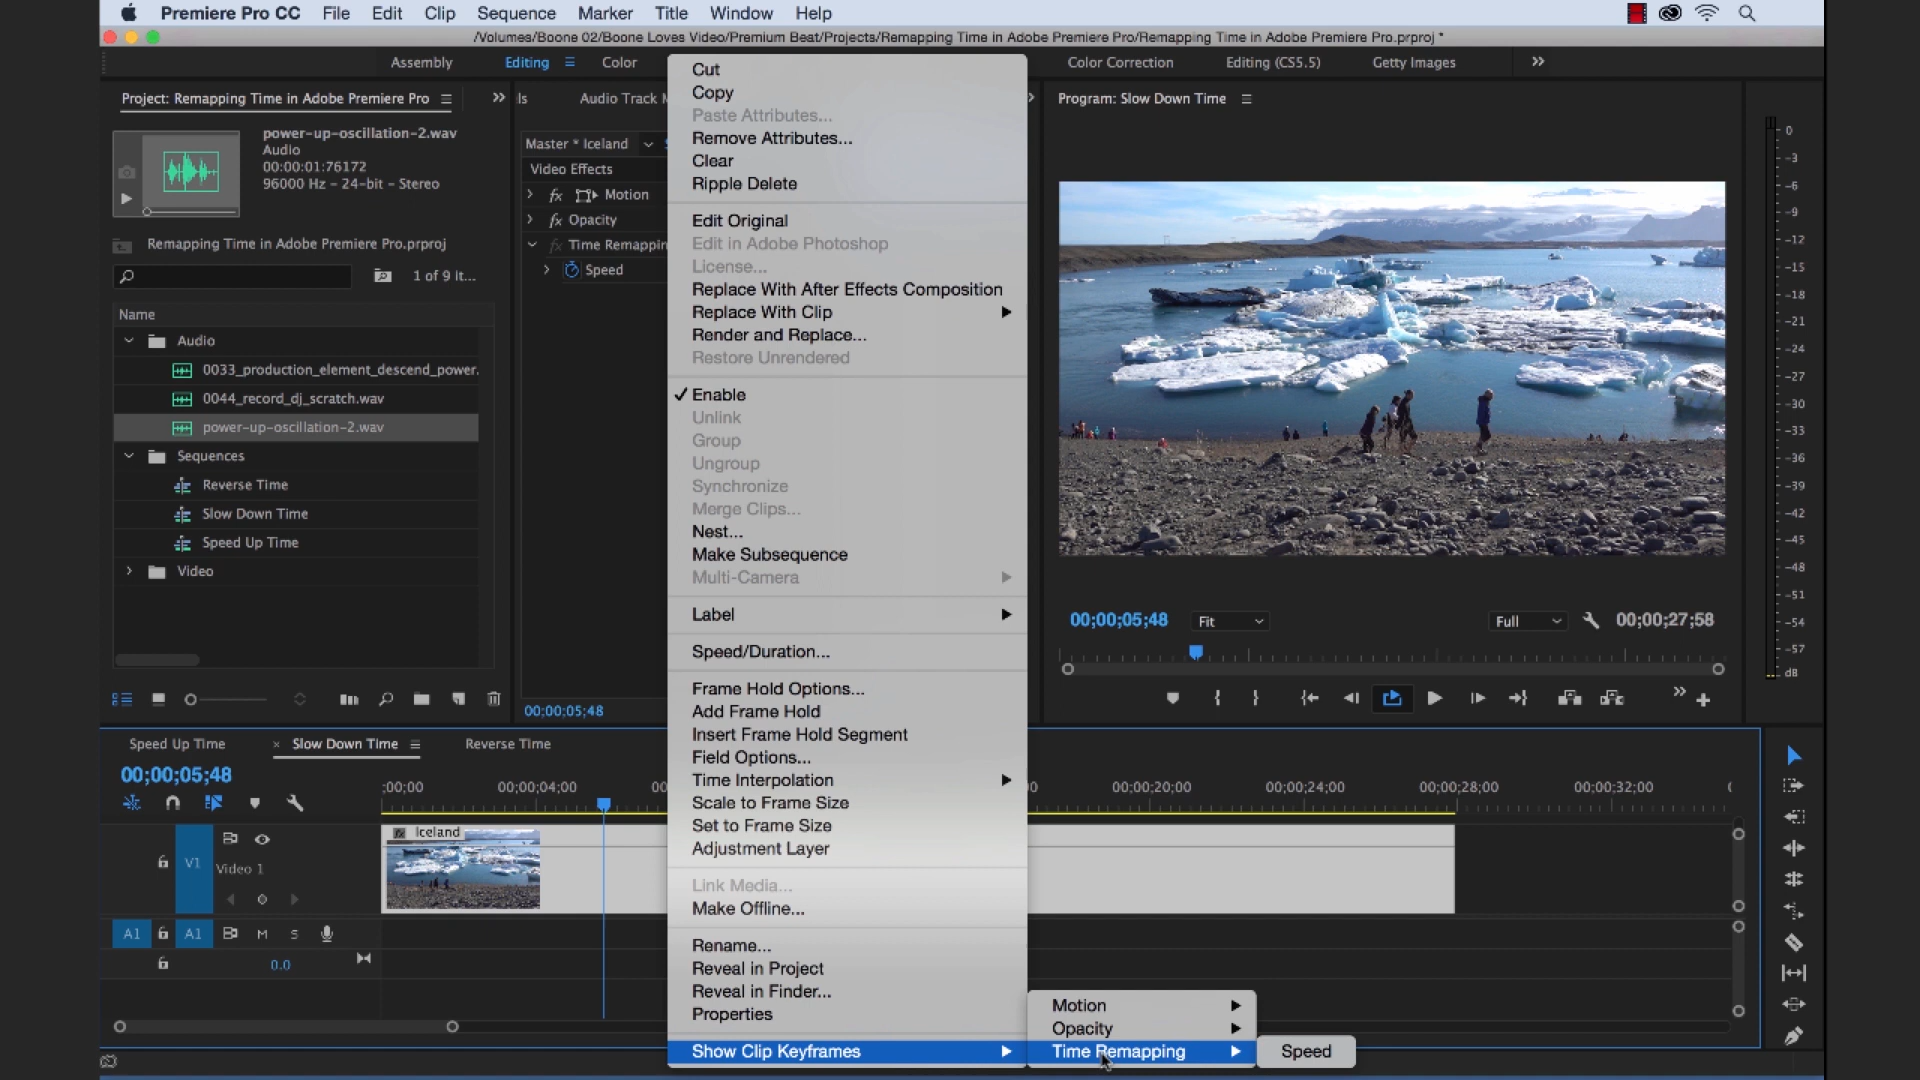 Premiere Pro CC File Edit Clip Sequence Marker Title Window Help
/Volumes/Boone 02/Boone Loves Video/Premium Beat/Projects/Remapping Time in Adobe Premiere Pro/Remapping Time in Adobe Premiere Pro.prproj *
Assembly Editing Color Color Correction Editing (CS5.5) Getty Images
Project: Remapping Time in Adobe Premiere Pro
power-up-oscillation-2.wav
Audio
00:00:01:76172
96000 Hz - 24-bit - Stereo
Remapping Time in Adobe Premiere Pro.prproj
1 of 9 it...
Name
Audio
0033_production_element_descend_power.
0044_record_dj_scratch.wav
power-up-oscillation-2.wav
Sequences
Reverse Time
Slow Down Time
Speed Up Time
Video
ls Audio Track M
Master * Iceland
Video Effects
fx Motion
fx Opacity
fx Time Remappin
Speed
00;00;05;48
Cut
Copy
Paste Attributes...
Remove Attributes...
Clear
Ripple Delete
Edit Original
Edit in Adobe Photoshop
License...
Replace With After Effects Composition
Replace With Clip
Render and Replace...
Restore Unrendered
✓ Enable
Unlink
Group
Ungroup
Synchronize
Merge Clips...
Nest...
Make Subsequence
Multi-Camera
Label
Speed/Duration...
Frame Hold Options...
Add Frame Hold
Insert Frame Hold Segment
Field Options...
Time Interpolation
Scale to Frame Size
Set to Frame Size
Adjustment Layer
Link Media...
Make Offline...
Rename...
Reveal in Project
Reveal in Finder...
Properties
Show Clip Keyframes
Motion
Opacity
Time Remapping
Speed
Program: Slow Down Time
00;00;05;48 Fit Full 00;00;27;58
0
-3
-6
-9
-12
-15
-18
-21
-24
-27
-30
-33
-36
-39
-42
-45
-48
-51
-54
-57
dB
Speed Up Time × Slow Down Time Reverse Time
00;00;05;48
;00;00 00;00;04;00 00 00 00;00;20;00 00;00;24;00 00;00;28;00 00;00;32;00
fx Iceland
V1 Video 1
A1 A1 M S
0.0